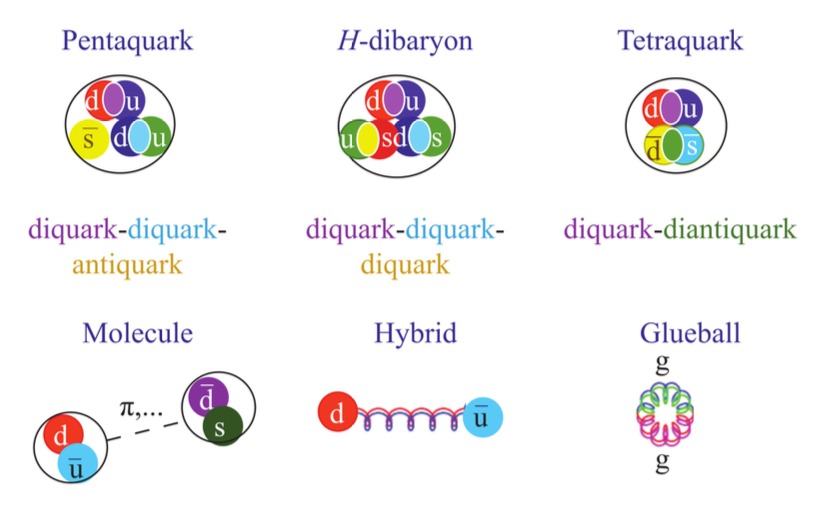 Pentaquark
H-dibaryon
Tetraquark
d u
s̄ d u
d u
u s d s
d u
d̄ s̄
diquark-diquark-
antiquark
diquark-diquark-
diquark
diquark-diantiquark
Molecule
Hybrid
Glueball
d
ū
π,...
d̄
s
d
ū
g
g